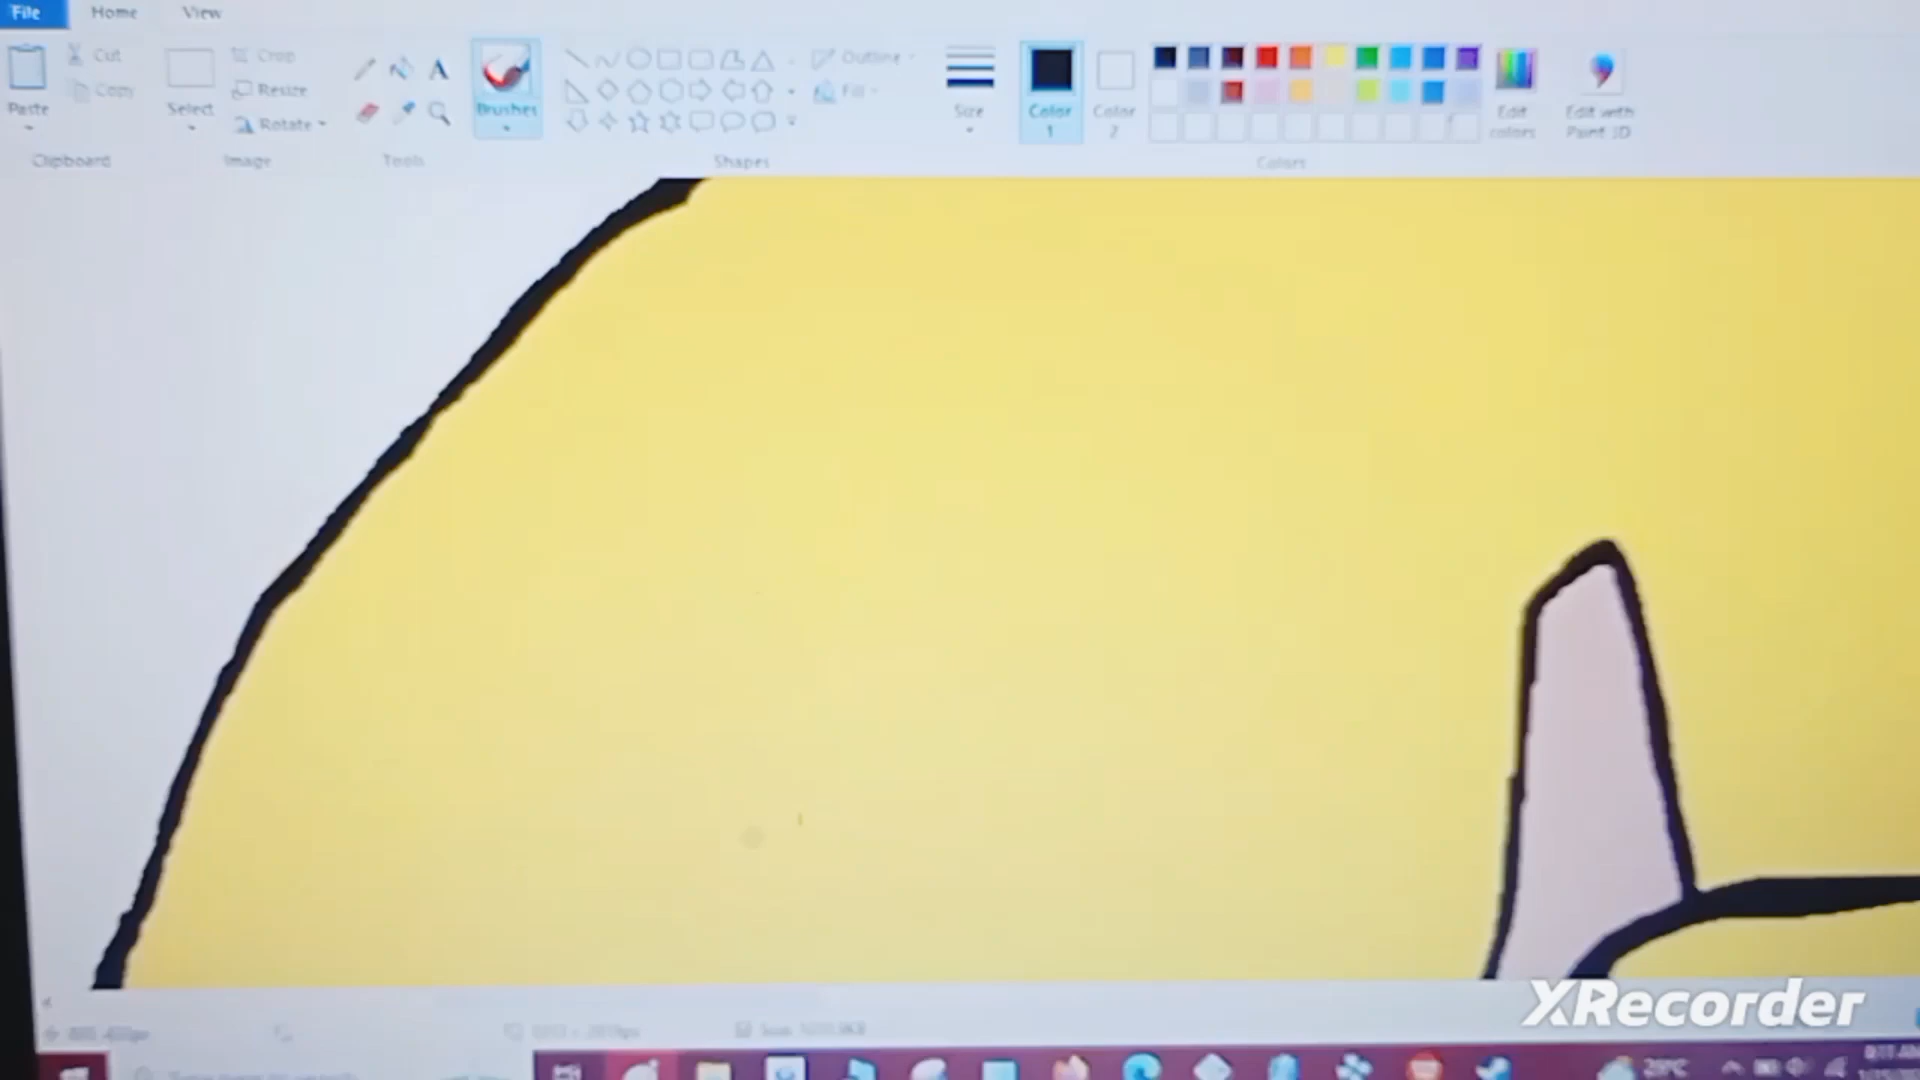 File Home View
Paste Cut Copy
Select Crop Resize Rotate
A
Brushes
Outline
Fill
Size
Color 1
Color 2
Edit colors
Edit with Paint 3D
Clipboard Image Tools Shapes Colors
XRecorder
29°C